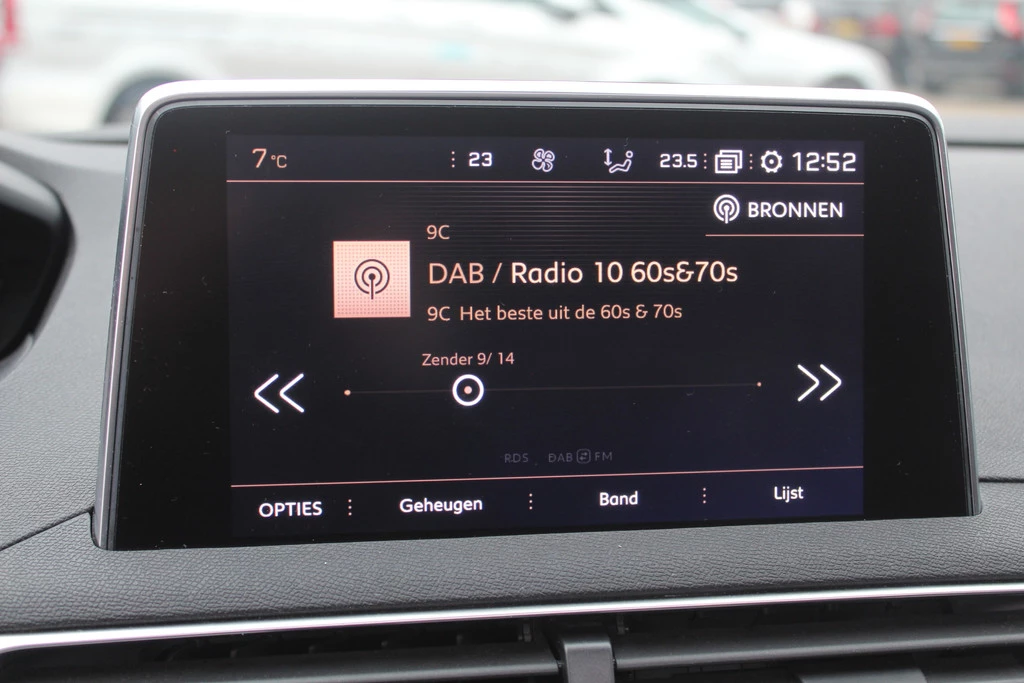 7°C 23 23.5 12:52
BRONNEN
9C
DAB / Radio 10 60s&70s
9C Het beste uit de 60s & 70s
Zender 9/ 14
RDS DAB FM
OPTIES Geheugen Band Lijst